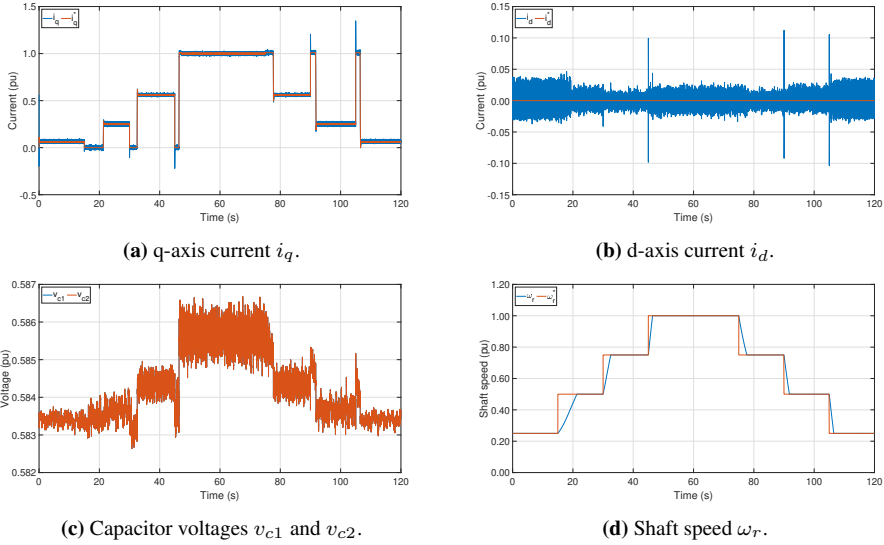 i_q i_q^*
Current (pu)
1.5
1.0
0.5
0.0
-0.5
0 20 40 60 80 100 120
Time (s)
(a) q-axis current i_q.
i_d i_d^*
Current (pu)
0.15
0.10
0.05
0.00
-0.05
-0.10
-0.15
0 20 40 60 80 100 120
Time (s)
(b) d-axis current i_d.
v_c1 v_c2
Voltage (pu)
0.587
0.586
0.585
0.584
0.583
0.582
0 20 40 60 80 100 120
Time (s)
(c) Capacitor voltages v_c1 and v_c2.
ω_r ω_r^*
Shaft speed (pu)
1.20
1.00
0.80
0.60
0.40
0.20
0.00
0 20 40 60 80 100 120
Time (s)
(d) Shaft speed ω_r.